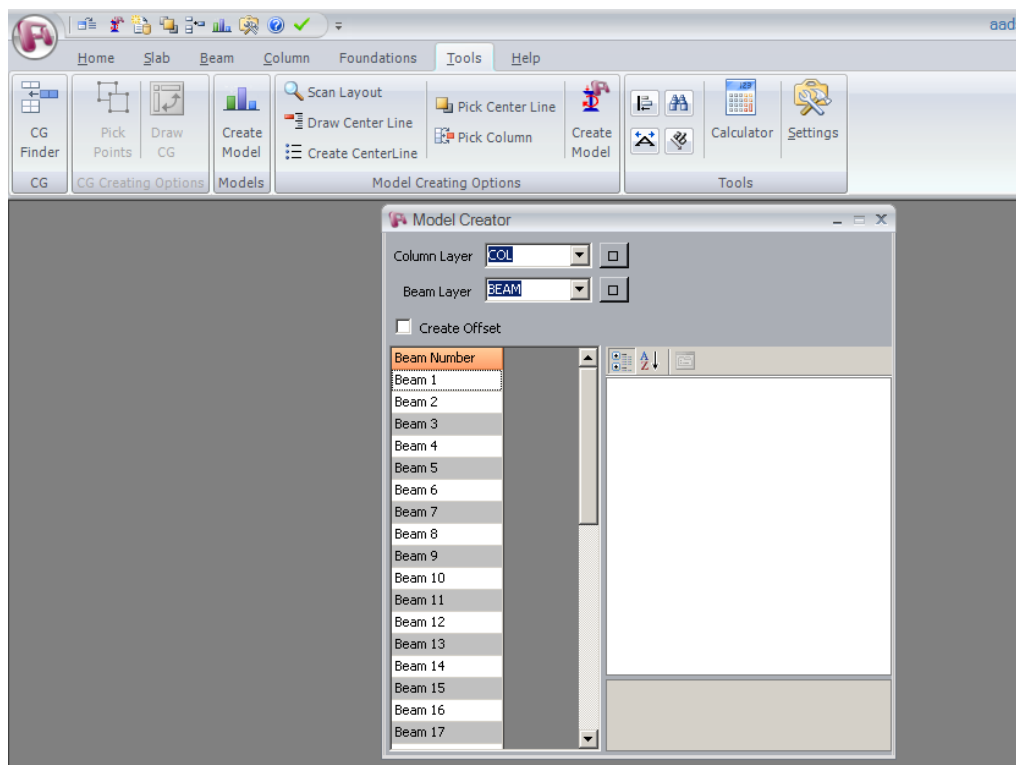 aad
Home Slab Beam Column Foundations Tools Help
CG Finder
Pick Points
Draw CG
Create Model
Scan Layout
Draw Center Line
Create CenterLine
Pick Center Line
Pick Column
Create Model
Calculator
Settings
CG
CG Creating Options
Models
Model Creating Options
Tools
Model Creator
Column Layer COL
Beam Layer BEAM
Create Offset
Beam Number
Beam 1
Beam 2
Beam 3
Beam 4
Beam 5
Beam 6
Beam 7
Beam 8
Beam 9
Beam 10
Beam 11
Beam 12
Beam 13
Beam 14
Beam 15
Beam 16
Beam 17